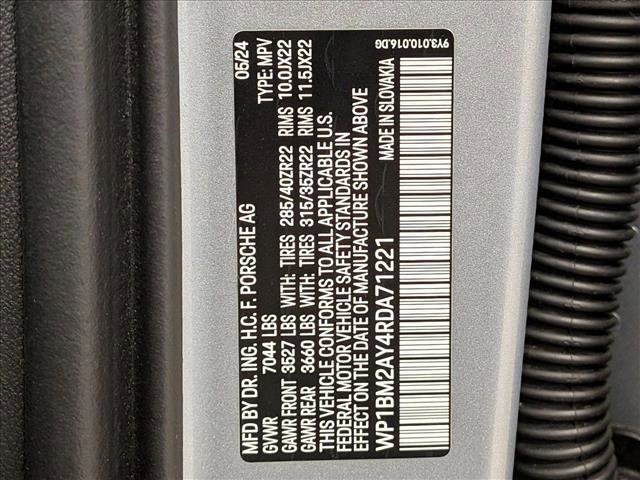 MFD BY DR. ING. H.C. F. PORSCHE AG 05/24
GVWR 7044 LBS TYPE: MPV
GAWR FRONT 3527 LBS WITH: TIRES 285/40ZR22 RIMS 10.0JX22
GAWR REAR 3660 LBS WITH: TIRES 315/35ZR22 RIMS 11.5JX22
THIS VEHICLE CONFORMS TO ALL APPLICABLE U.S.
FEDERAL MOTOR VEHICLE SAFETY STANDARDS IN
EFFECT ON THE DATE OF MANUFACTURE SHOWN ABOVE
WP1BM2AY4RDA71221 MADE IN SLOVAKIA
9Y3.010.016.DG